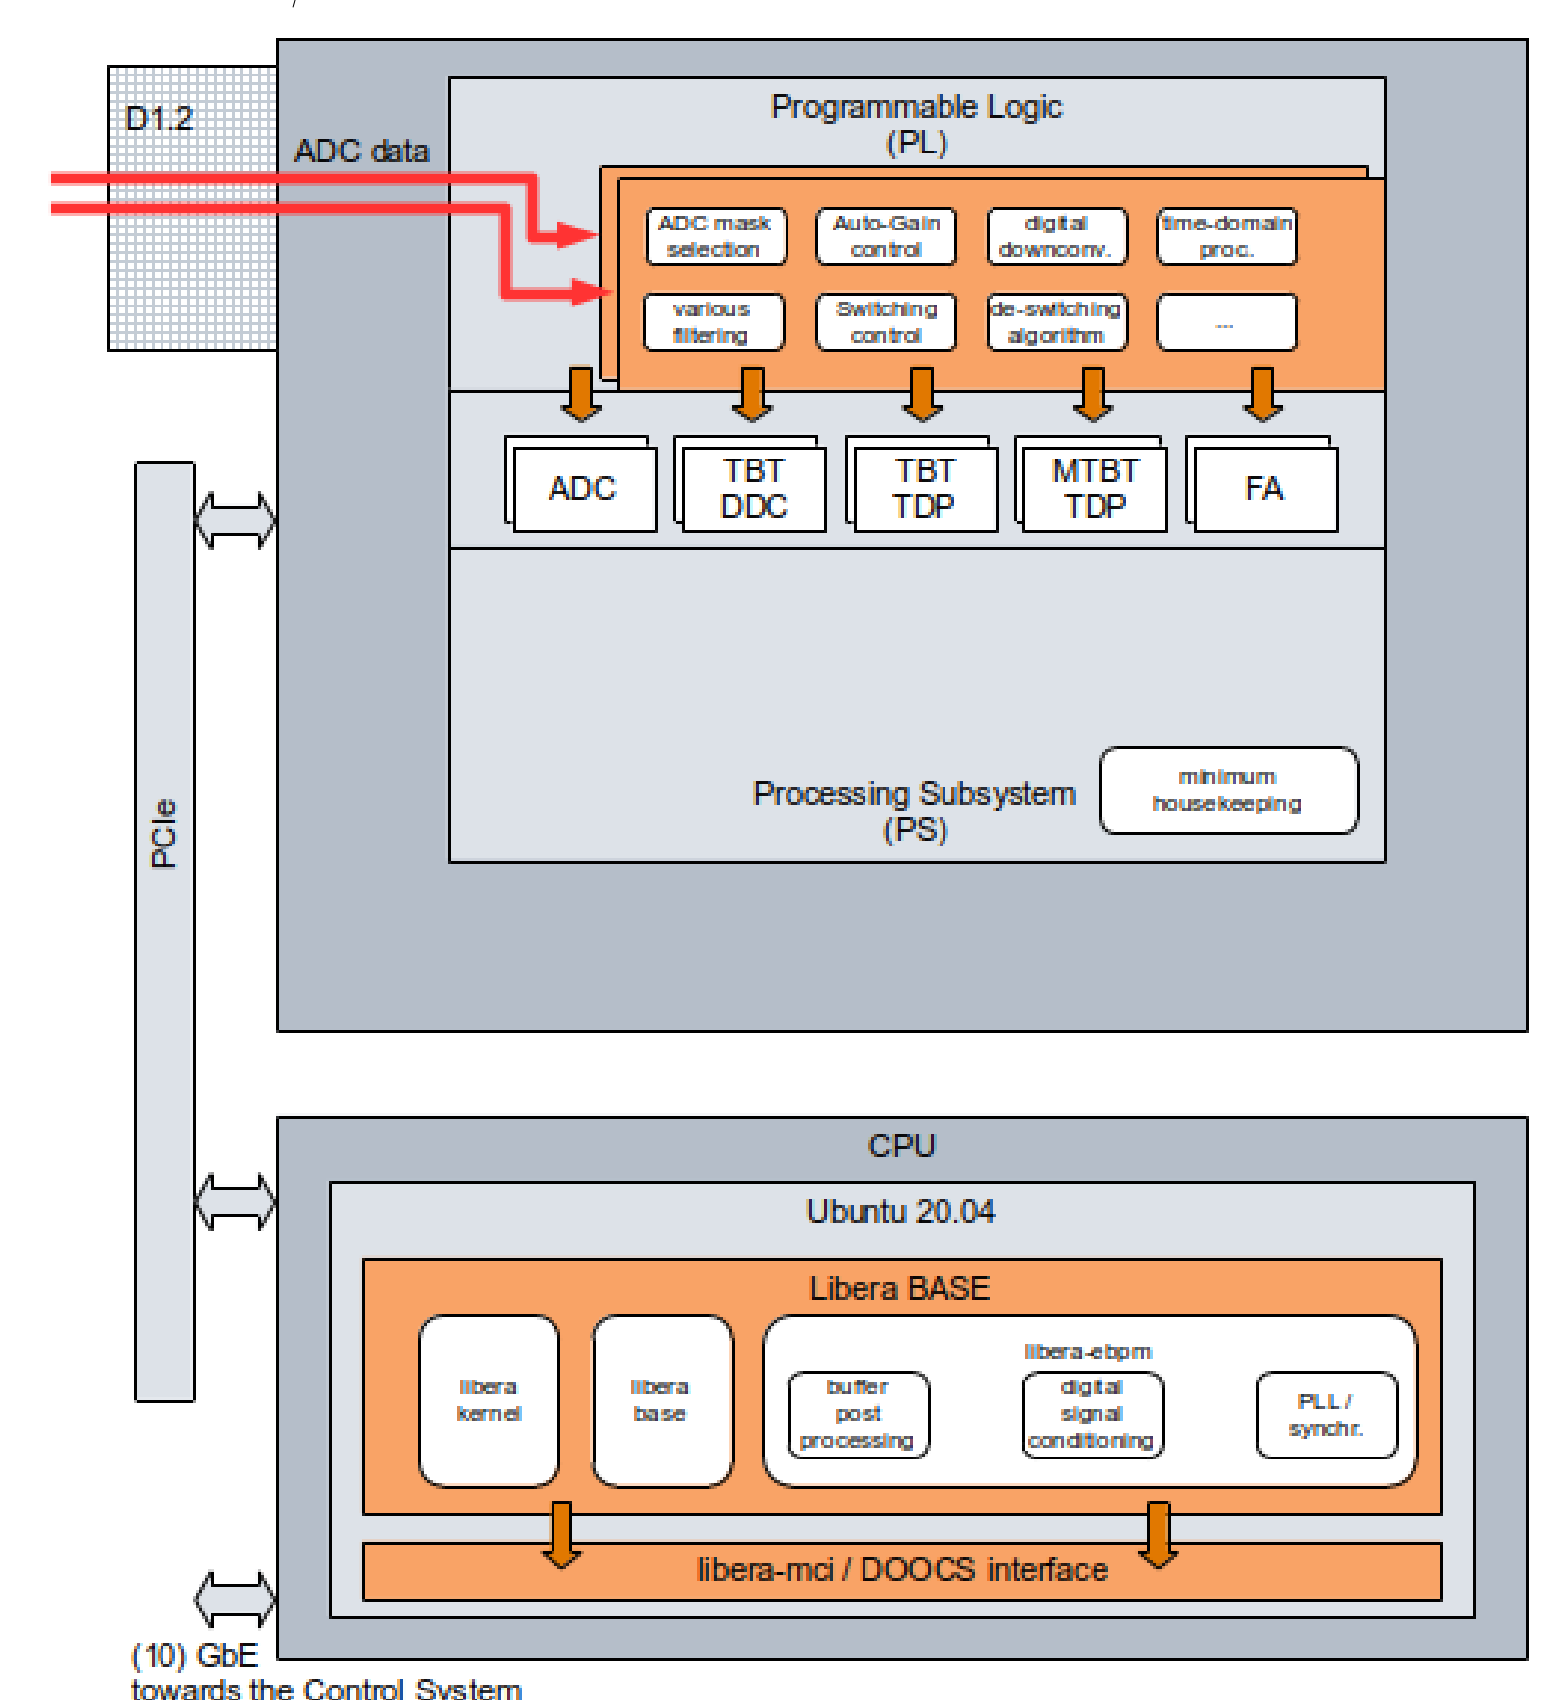 D1.2
ADC data
Programmable Logic
(PL)
ADC mask
selection
Auto-Gain
control
digital
downconv.
time-domain
proc.
various
filtering
Switching
control
de-switching
algorithm
...
ADC
TBT
DDC
TBT
TDP
MTBT
TDP
FA
Processing Subsystem
(PS)
minimum
housekeeping
PCIe
CPU
Ubuntu 20.04
Libera BASE
libera
kernel
libera
base
libera-ebpm
buffer
post
processing
digital
signal
conditioning
PLL /
synchr.
libera-mci / DOOCS interface
(10) GbE
towards the Control System